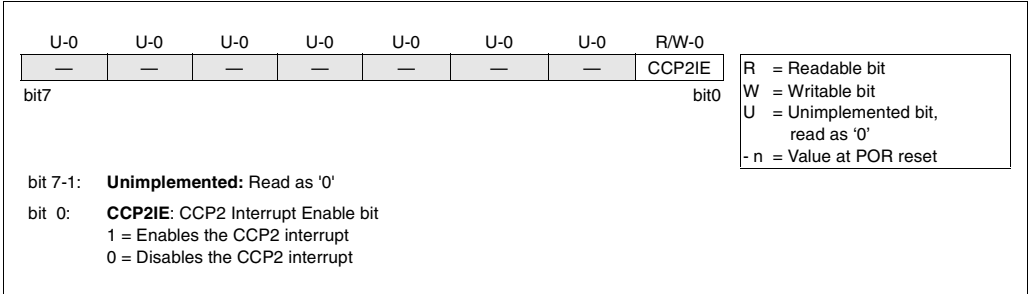 U-0 U-0 U-0 U-0 U-0 U-0 U-0 R/W-0
— — — — — — — CCP2IE
bit7 bit0
R = Readable bit
W = Writable bit
U = Unimplemented bit,
read as ‘0’
- n = Value at POR reset
bit 7-1: Unimplemented: Read as '0'
bit 0: CCP2IE: CCP2 Interrupt Enable bit
1 = Enables the CCP2 interrupt
0 = Disables the CCP2 interrupt